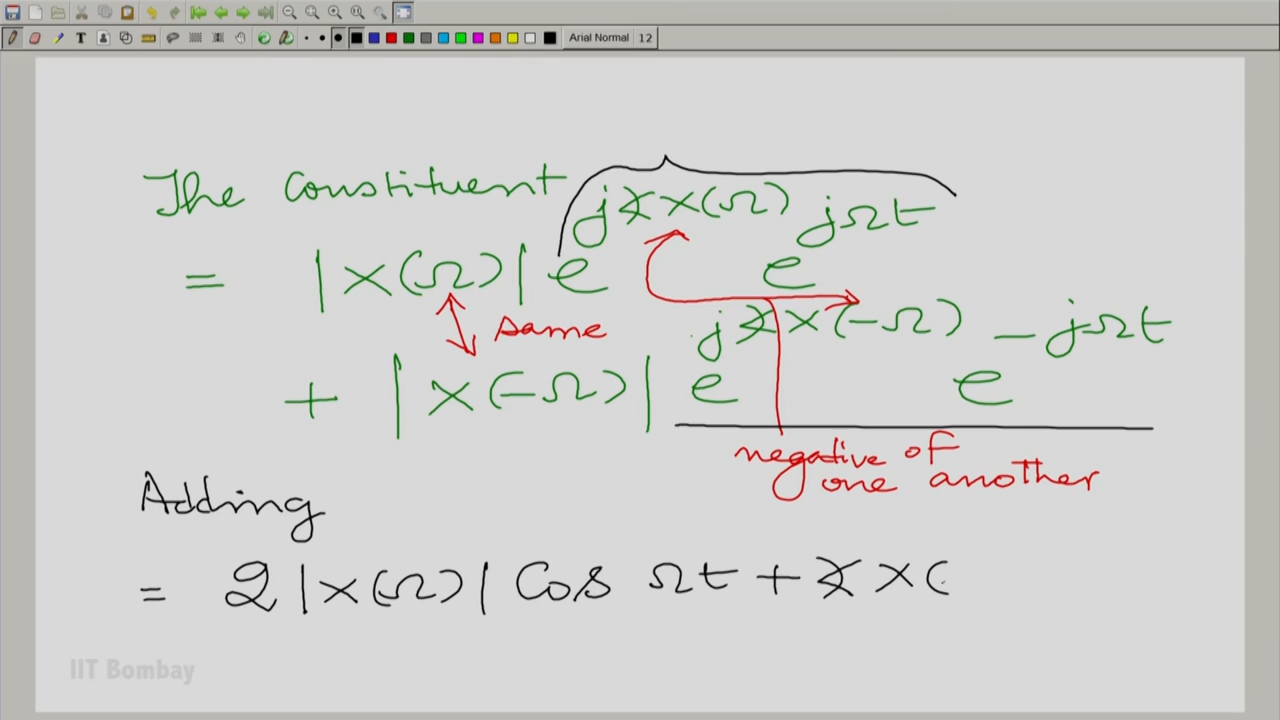 Arial Normal 12
The constituent
= |X(Ω)| e^{j∡X(Ω)} e^{jΩt}
same
+ |X(-Ω)| e^{j∡X(-Ω)} e^{-jΩt}
negative of
one another
Adding
= 2|X(Ω)| Cos Ωt + ∡X(
IIT Bombay